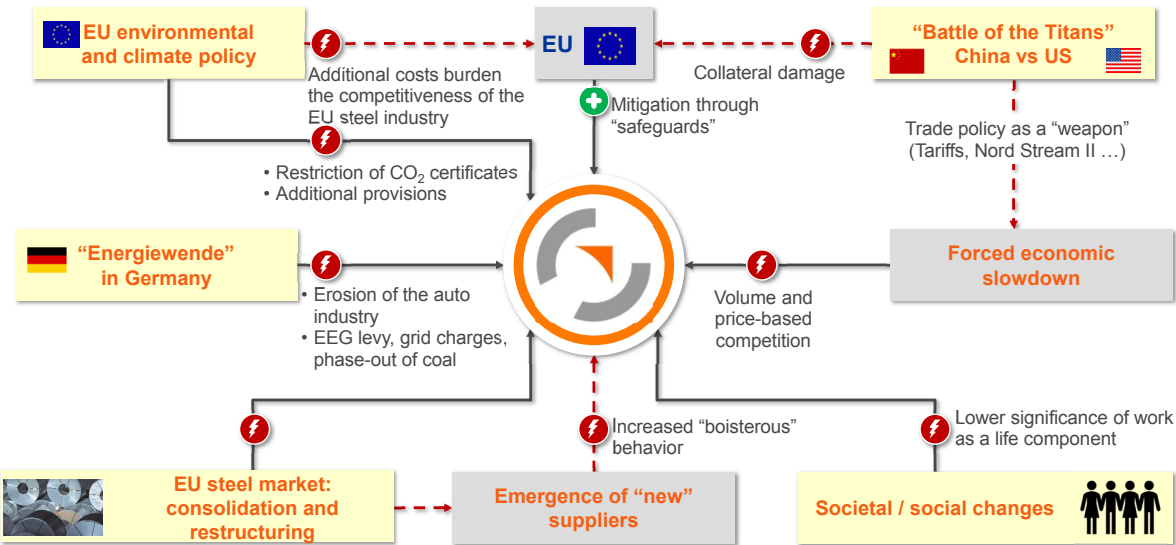 EU environmental
and climate policy
Additional costs burden
the competitiveness of the
EU steel industry
EU
Collateral damage
“Battle of the Titans”
China vs US
Mitigation through
“safeguards”
Trade policy as a “weapon”
(Tariffs, Nord Stream II …)
• Restriction of CO₂ certificates
• Additional provisions
“Energiewende”
in Germany
• Erosion of the auto
industry
• EEG levy, grid charges,
phase-out of coal
Volume and
price-based
competition
Forced economic
slowdown
Increased “boisterous”
behavior
Lower significance of work
as a life component
EU steel market:
consolidation and
restructuring
Emergence of “new”
suppliers
Societal / social changes